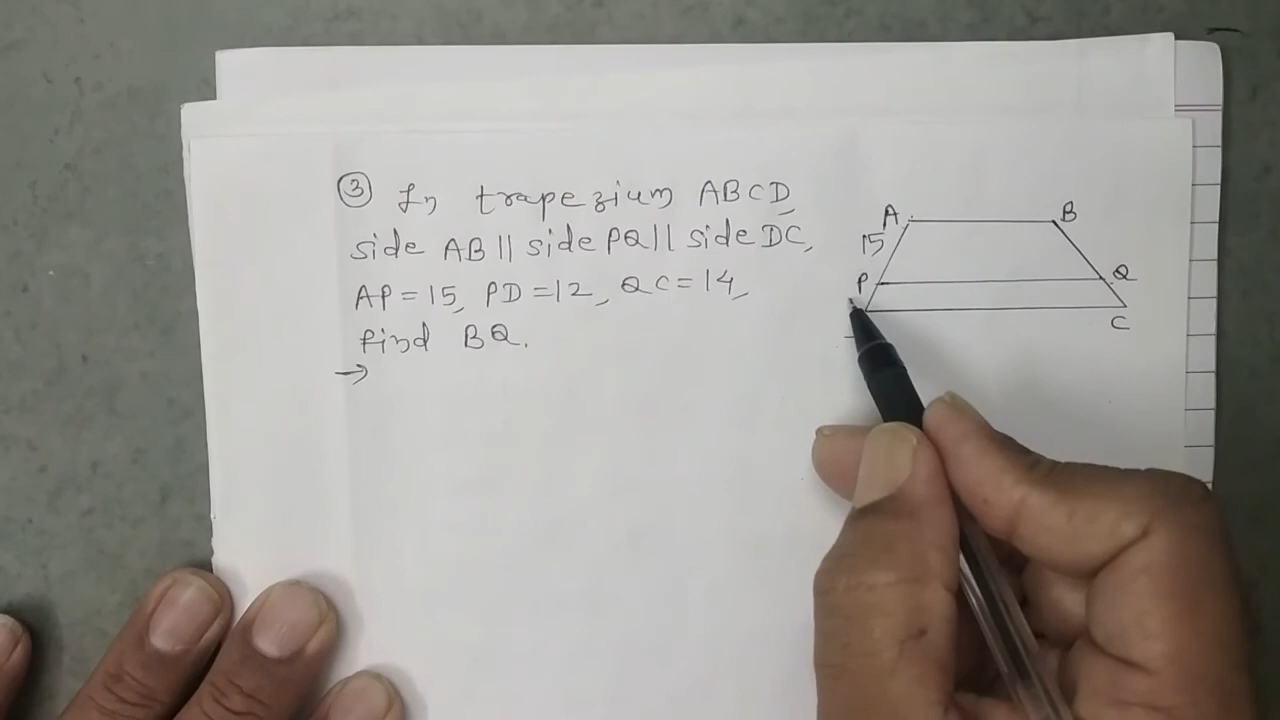 ③ In trapezium ABCD
side AB || side PQ || side DC,
AP = 15, PD = 12, QC = 14,
find BQ.
→
A B
15
P Q
C